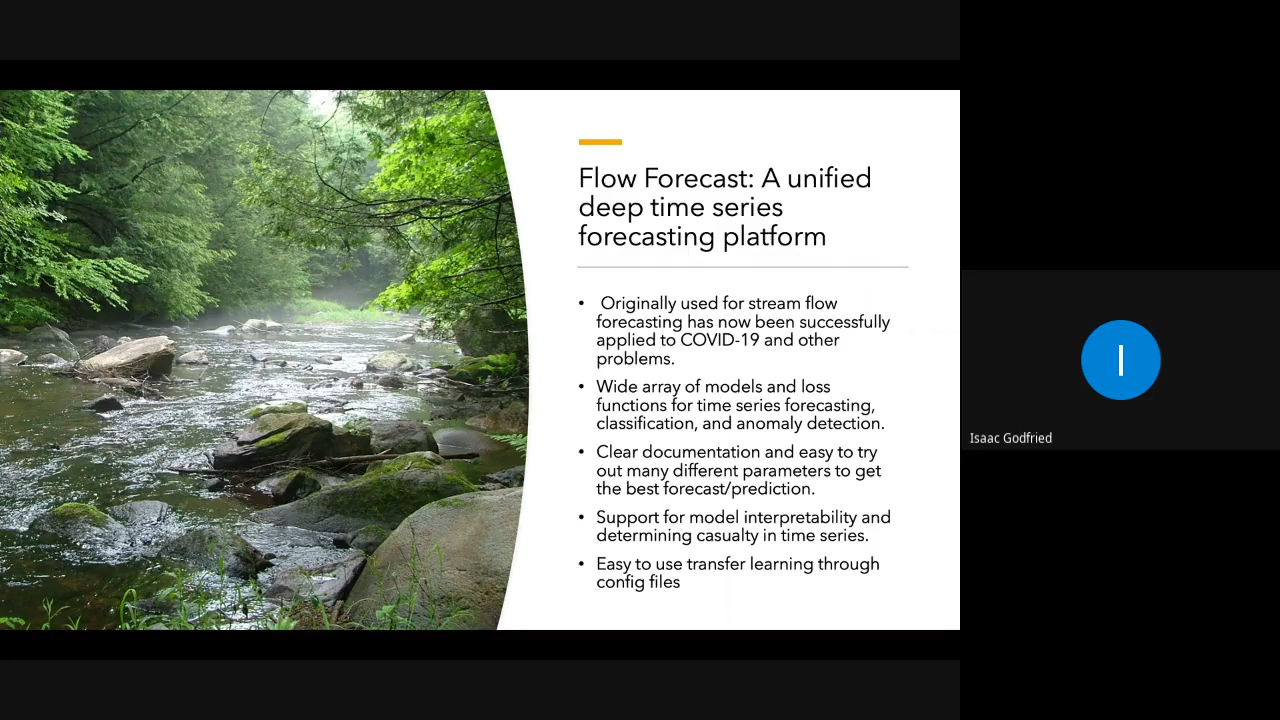 Flow Forecast: A unified
deep time series
forecasting platform
• Originally used for stream flow
forecasting has now been successfully
applied to COVID-19 and other
problems.
• Wide array of models and loss
functions for time series forecasting,
classification, and anomaly detection.
• Clear documentation and easy to try
out many different parameters to get
the best forecast/prediction.
• Support for model interpretability and
determining casualty in time series.
• Easy to use transfer learning through
config files
I
Isaac Godfried